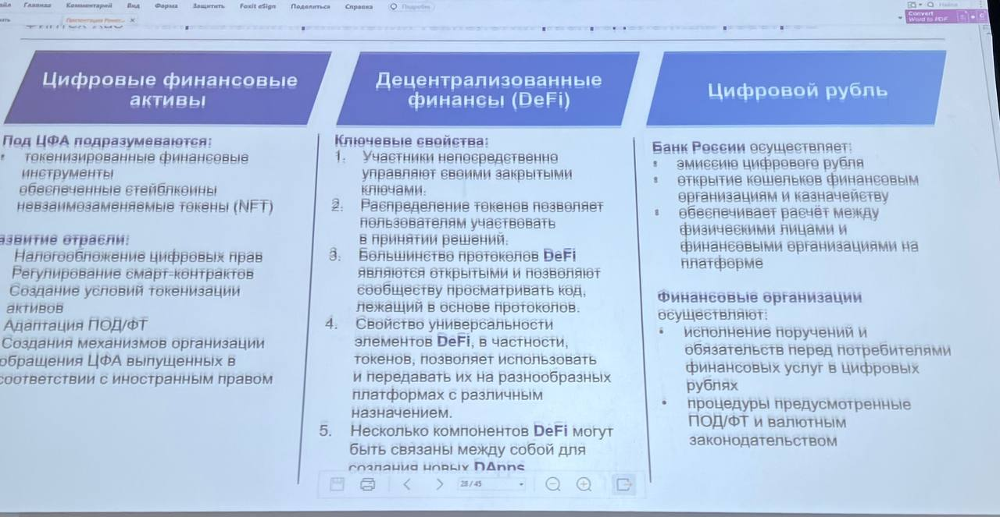 Главная Комментарий Вид Форма Защитить Foxit eSign Поделиться Справка
Найти
Convert
Word to PDF
Цифровые финансовые
активы
Под ЦФА подразумеваются:
• токенизированные финансовые
инструменты
обеспеченные стейблкоины
невзаимозаменяемые токены (NFT)
азвитие отрасли:
Налогообложение цифровых прав
Регулирование смарт-контрактов
Создание условий токенизации
активов
Адаптация ПОД/ФТ
Создания механизмов организации
обращения ЦФА выпущенных в
соответствии с иностранным правом
Децентрализованные
финансы (DeFi)
Ключевые свойства:
1. Участники непосредственно
управляют своими закрытыми
ключами.
2. Распределение токенов позволяет
пользователям участвовать
в принятии решений.
3. Большинство протоколов DeFi
являются открытыми и позволяют
сообществу просматривать код,
лежащий в основе протоколов.
4. Свойство универсальности
элементов DeFi, в частности,
токенов, позволяет использовать
и передавать их на разнообразных
платформах с различным
назначением.
5. Несколько компонентов DeFi могут
быть связаны между собой для
создания новых DApps
Цифровой рубль
Банк России осуществляет:
• эмиссию цифрового рубля
• открытие кошельков финансовым
организациям и казначейству
• обеспечивает расчёт между
физическими лицами и
финансовыми организациями на
платформе
Финансовые организации
осуществляют:
• исполнение поручений и
обязательств перед потребителями
финансовых услуг в цифровых
рублях
• процедуры предусмотренные
ПОД/ФТ и валютным
законодательством
28 / 45